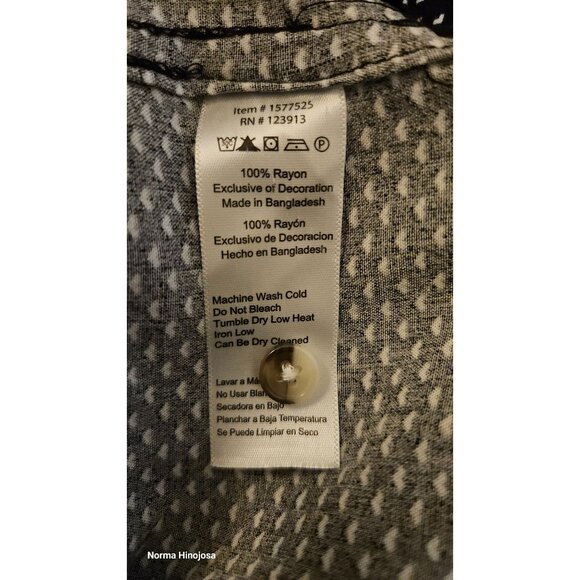 Item # 1577525
RN # 123913
P
100% Rayon
Exclusive of Decoration
Made in Bangladesh
100% Rayón
Exclusivo de Decoracion
Hecho en Bangladesh
Machine Wash Cold
Do Not Bleach
Tumble Dry Low Heat
Iron Low
Can Be Dry Cleaned
Lavar a
No Usar
Secadora en Bajo
Planchar a Baja Temperatura
Se Puede Limpiar en Seco
Norma Hinojosa